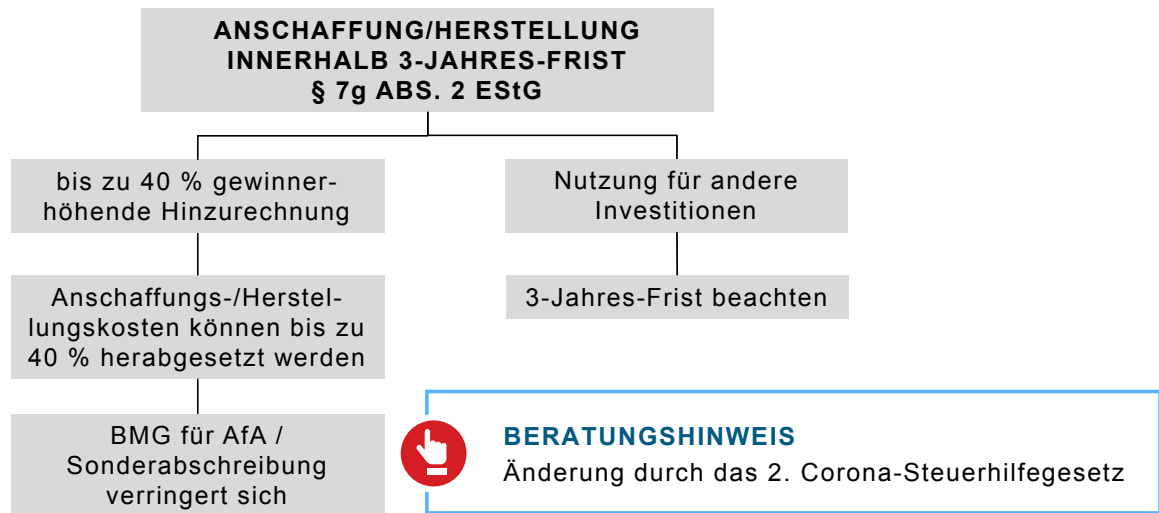 ANSCHAFFUNG/HERSTELLUNG
INNERHALB 3-JAHRES-FRIST
§ 7g ABS. 2 EStG
bis zu 40 % gewinner-
höhende Hinzurechnung
Anschaffungs-/Herstel-
lungskosten können bis zu
40 % herabgesetzt werden
BMG für AfA /
Sonderabschreibung
verringert sich
Nutzung für andere
Investitionen
3-Jahres-Frist beachten
BERATUNGSHINWEIS
Änderung durch das 2. Corona-Steuerhilfegesetz